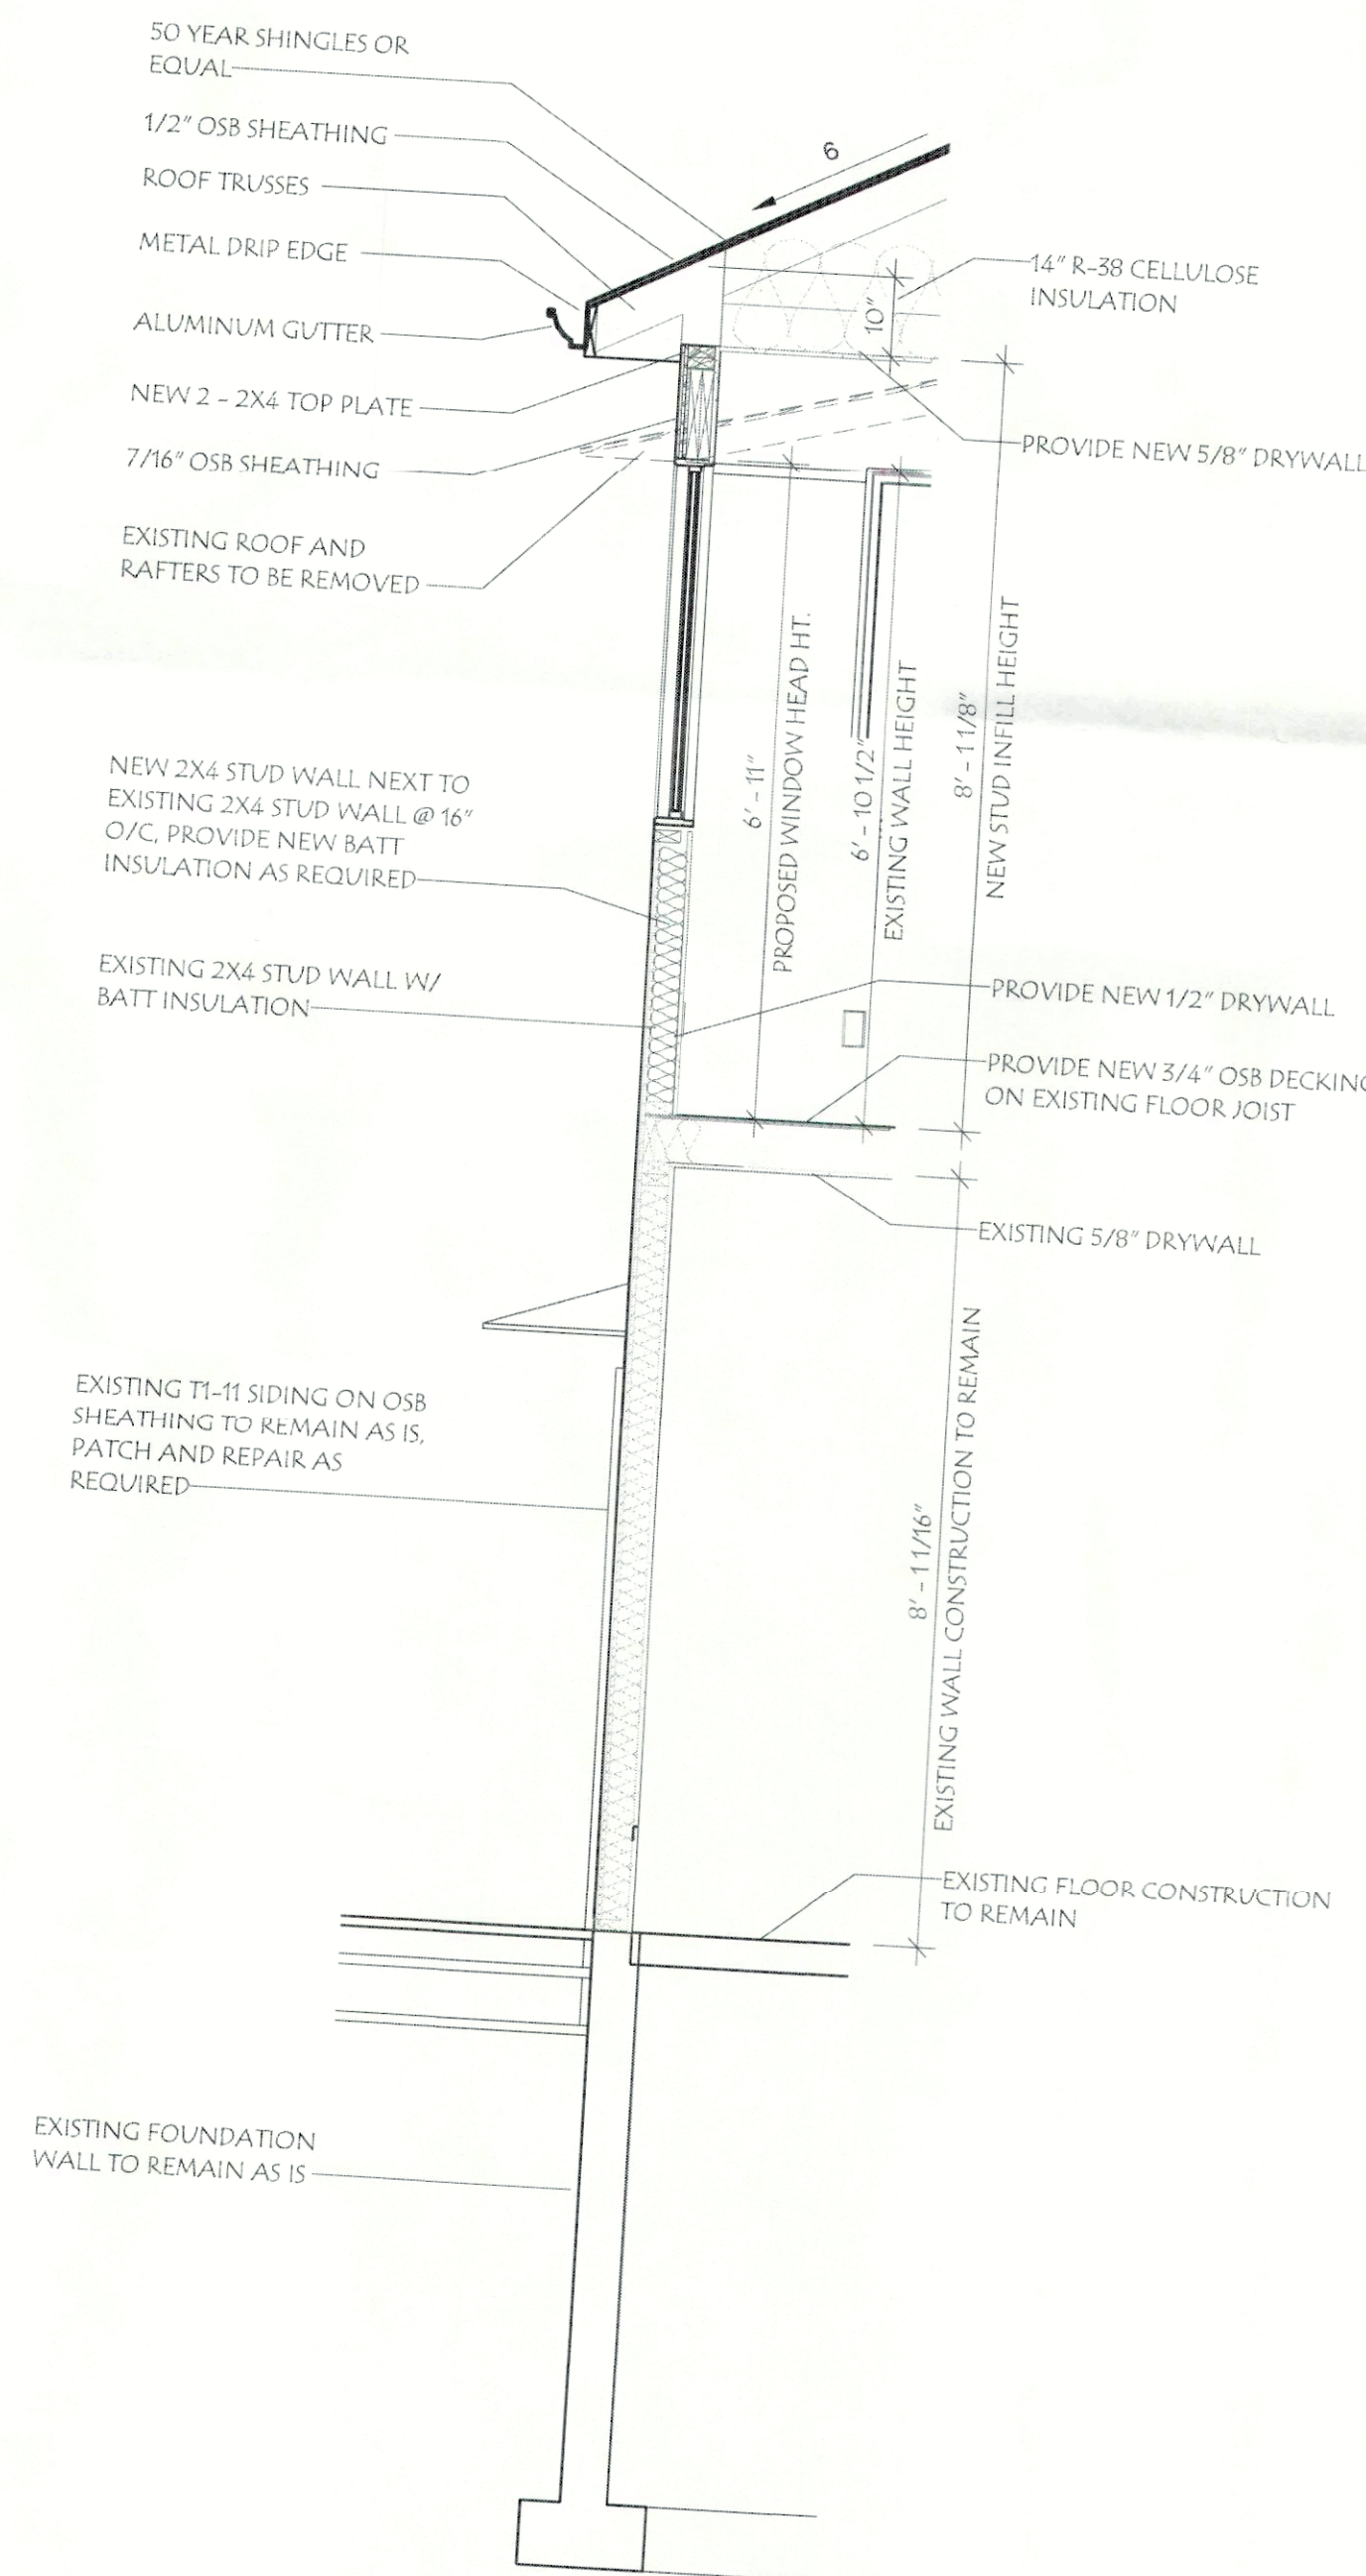 50 YEAR SHINGLES OR
EQUAL
1/2" OSB SHEATHING
ROOF TRUSSES
METAL DRIP EDGE
ALUMINUM GUTTER
NEW 2 - 2X4 TOP PLATE
7/16" OSB SHEATHING
EXISTING ROOF AND
RAFTERS TO BE REMOVED
NEW 2X4 STUD WALL NEXT TO
EXISTING 2X4 STUD WALL @ 16"
O/C, PROVIDE NEW BATT
INSULATION AS REQUIRED
EXISTING 2X4 STUD WALL W/
BATT INSULATION
EXISTING T1-11 SIDING ON OSB
SHEATHING TO REMAIN AS IS,
PATCH AND REPAIR AS
REQUIRED
EXISTING FOUNDATION
WALL TO REMAIN AS IS
6
10"
14" R-38 CELLULOSE
INSULATION
PROVIDE NEW 5/8" DRYWALL
6' - 11"
PROPOSED WINDOW HEAD HT.
6' - 10 1/2"
EXISTING WALL HEIGHT
8' - 1 1/8"
NEW STUD INFILL HEIGHT
PROVIDE NEW 1/2" DRYWALL
PROVIDE NEW 3/4" OSB DECKING
ON EXISTING FLOOR JOIST
EXISTING 5/8" DRYWALL
8' - 1 1/16"
EXISTING WALL CONSTRUCTION TO REMAIN
EXISTING FLOOR CONSTRUCTION
TO REMAIN